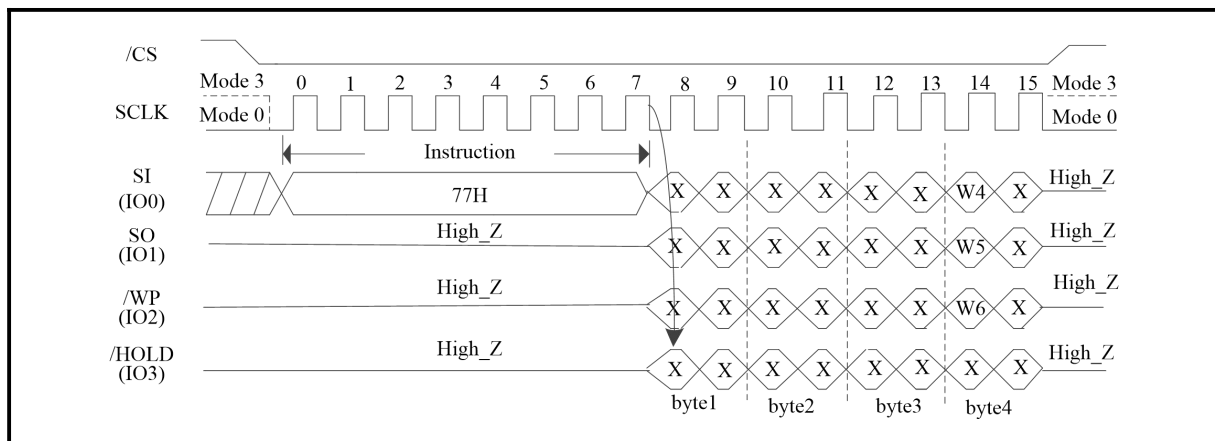 /CS
Mode 3 0 1 2 3 4 5 6 7 8 9 10 11 12 13 14 15 Mode 3
SCLK
Mode 0 Mode 0
Instruction
SI
(IO0)
77H X X X X X X W4 X High_Z
SO
(IO1)
High_Z X X X X X X W5 X High_Z
/WP
(IO2)
High_Z X X X X X X W6 X High_Z
/HOLD
(IO3)
High_Z X X X X X X X X High_Z
byte1 byte2 byte3 byte4